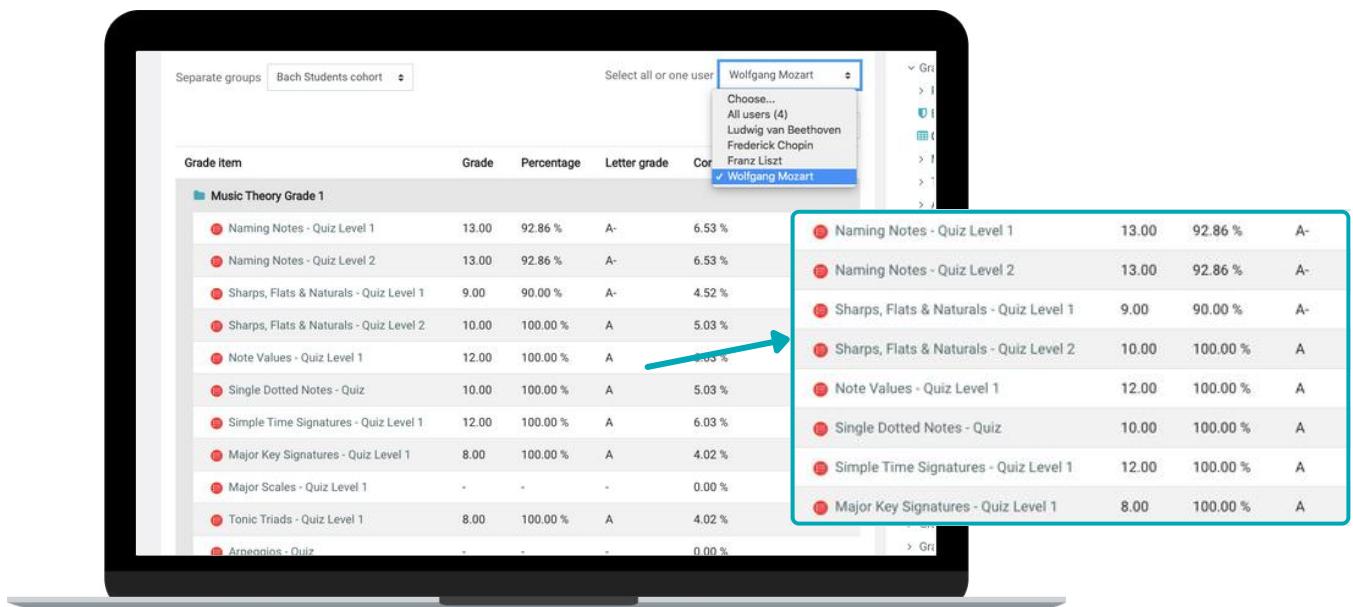 Separate groups Bach Students cohort Select all or one user Wolfgang Mozart
Choose...
All users (4)
Ludwig van Beethoven
Frederick Chopin
Franz Liszt
✓ Wolfgang Mozart
Grade item Grade Percentage Letter grade
Music Theory Grade 1
Naming Notes - Quiz Level 1 13.00 92.86 % A- 6.53 %
Naming Notes - Quiz Level 2 13.00 92.86 % A- 6.53 %
Sharps, Flats & Naturals - Quiz Level 1 9.00 90.00 % A- 4.52 %
Sharps, Flats & Naturals - Quiz Level 2 10.00 100.00 % A 5.03 %
Note Values - Quiz Level 1 12.00 100.00 % A
Single Dotted Notes - Quiz 10.00 100.00 % A 5.03 %
Simple Time Signatures - Quiz Level 1 12.00 100.00 % A 6.03 %
Major Key Signatures - Quiz Level 1 8.00 100.00 % A 4.02 %
Major Scales - Quiz Level 1 - - - 0.00 %
Tonic Triads - Quiz Level 1 8.00 100.00 % A 4.02 %
Arpeggios - Quiz - - - 0.00 %
Naming Notes - Quiz Level 1 13.00 92.86 % A-
Naming Notes - Quiz Level 2 13.00 92.86 % A-
Sharps, Flats & Naturals - Quiz Level 1 9.00 90.00 % A-
Sharps, Flats & Naturals - Quiz Level 2 10.00 100.00 % A
Note Values - Quiz Level 1 12.00 100.00 % A
Single Dotted Notes - Quiz 10.00 100.00 % A
Simple Time Signatures - Quiz Level 1 12.00 100.00 % A
Major Key Signatures - Quiz Level 1 8.00 100.00 % A